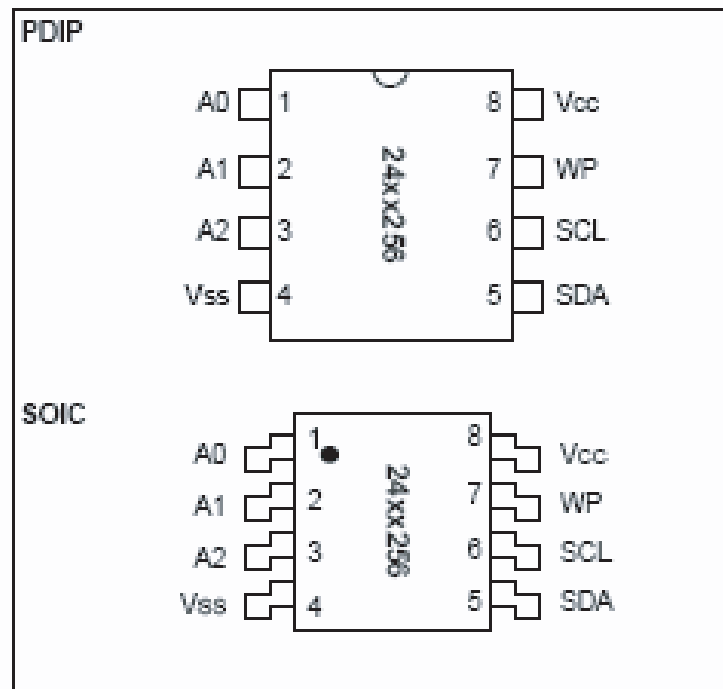 PDIP
A0 1 8 Vcc
A1 2 7 WP
A2 3 6 SCL
Vss 4 5 SDA
24xx256
SOIC
A0 1 8 Vcc
A1 2 7 WP
A2 3 6 SCL
Vss 4 5 SDA
24xx256